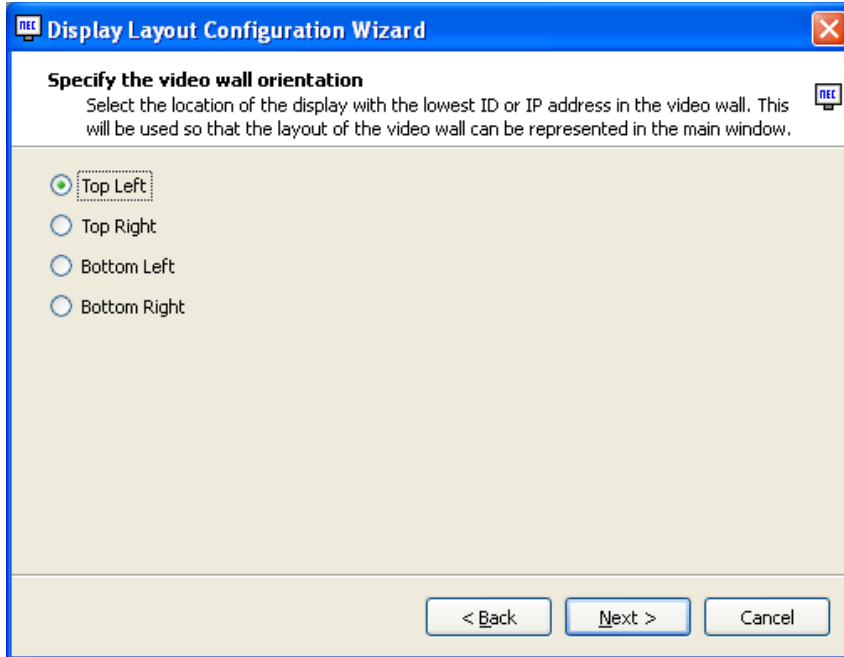 NEC Display Layout Configuration Wizard
Specify the video wall orientation
Select the location of the display with the lowest ID or IP address in the video wall. This
NEC
will be used so that the layout of the video wall can be represented in the main window.
Top Left
Top Right
Bottom Left
Bottom Right
< Back Next > Cancel